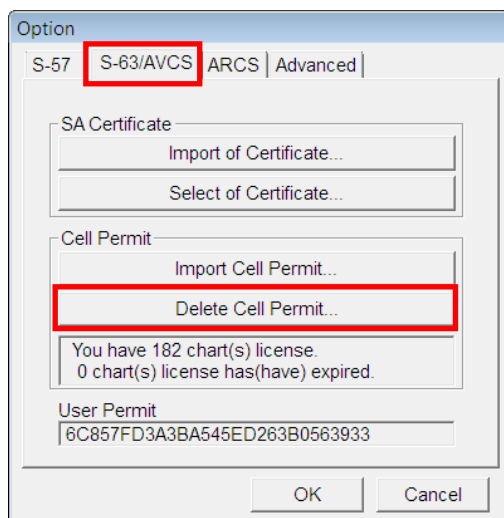 Option
S-57 S-63/AVCS ARCS Advanced
SA Certificate
Import of Certificate...
Select of Certificate...
Cell Permit
Import Cell Permit...
Delete Cell Permit...
You have 182 chart(s) license.
0 chart(s) license has(have) expired.
User Permit
6C857FD3A3BA545ED263B0563933
OK Cancel